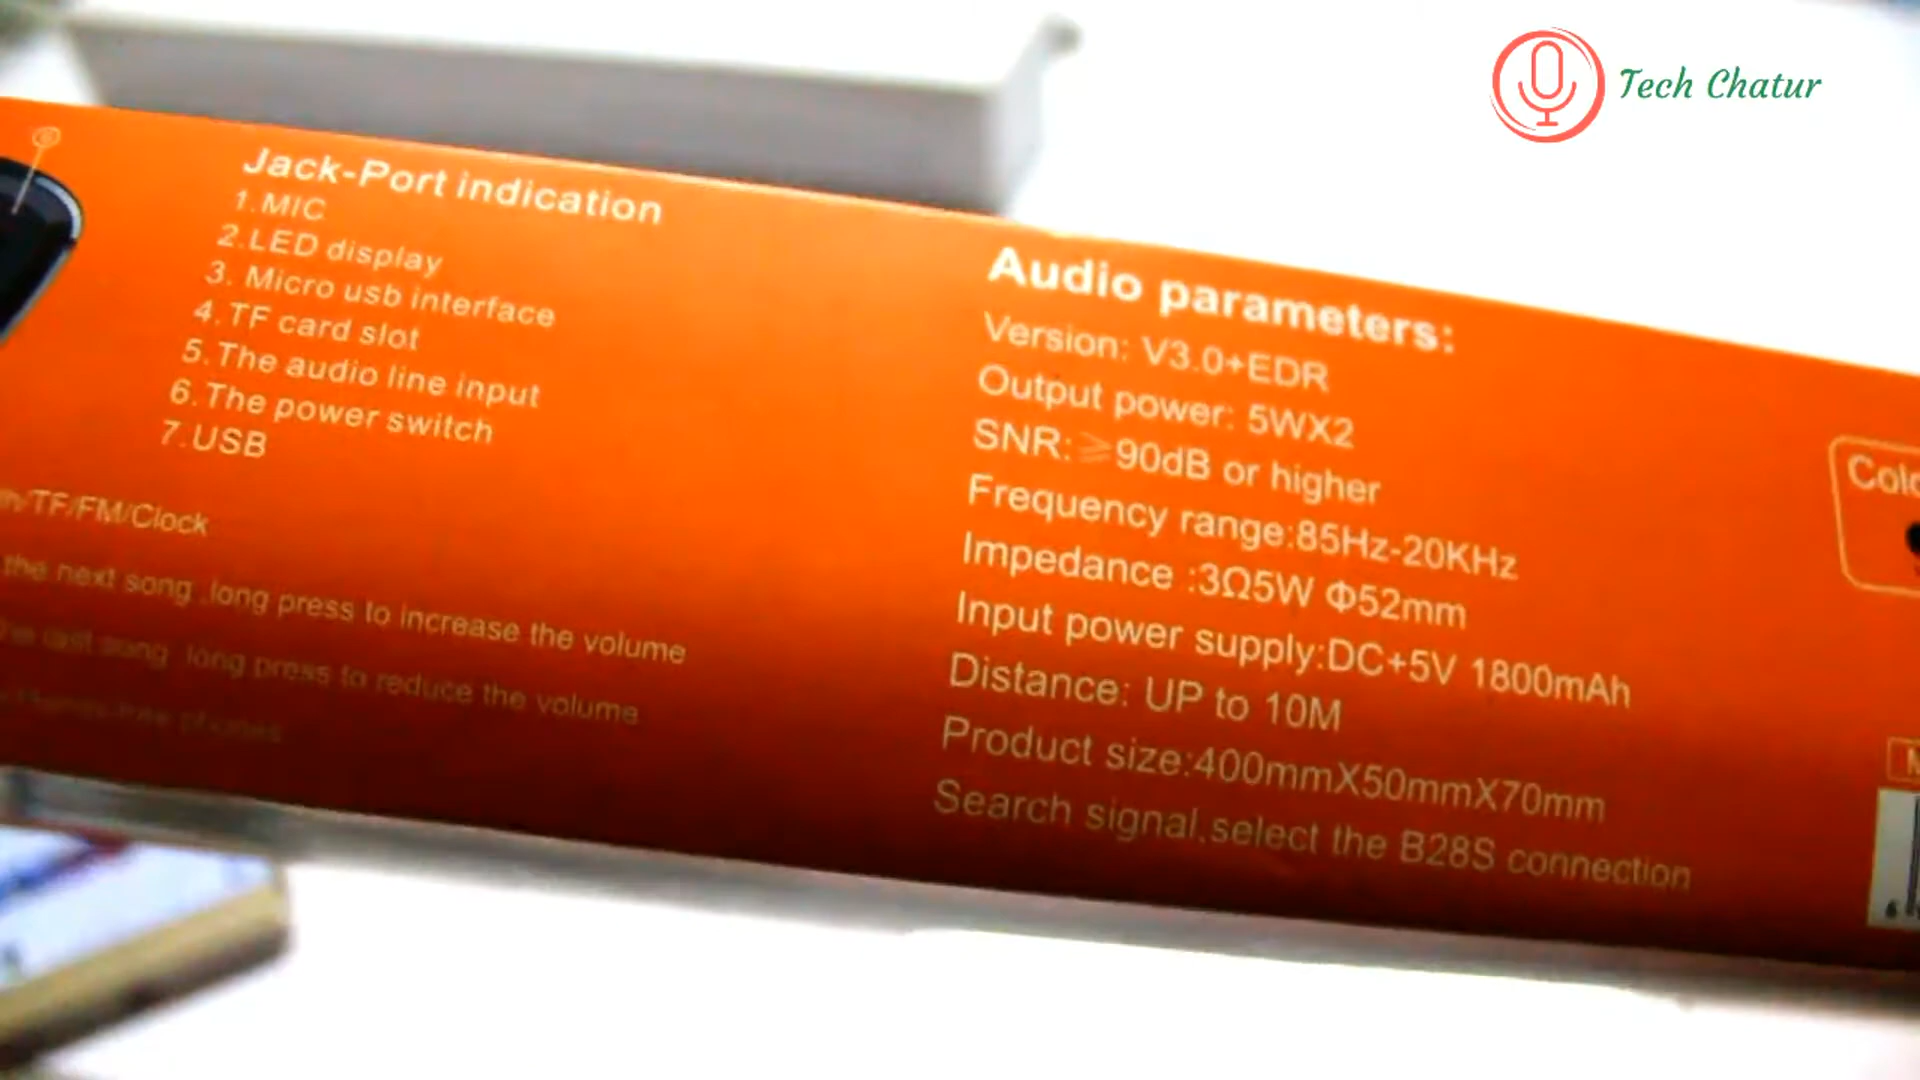 Tech Chatur
Jack-Port indication
1.MIC
2.LED display
3. Micro usb interface
4.TF card slot
5.The audio line input
6.The power switch
7.USB
/TF/FM/Clock
the next song ,long press to increase the volume
song long press to reduce the volume
Audio parameters:
Version: V3.0+EDR
Output power: 5WX2
SNR:≥90dB or higher
Frequency range:85Hz-20KHz
Impedance :3Ω5W Φ52mm
Input power supply:DC+5V 1800mAh
Distance: UP to 10M
Product size:400mmX50mmX70mm
Search signal,select the B28S connection